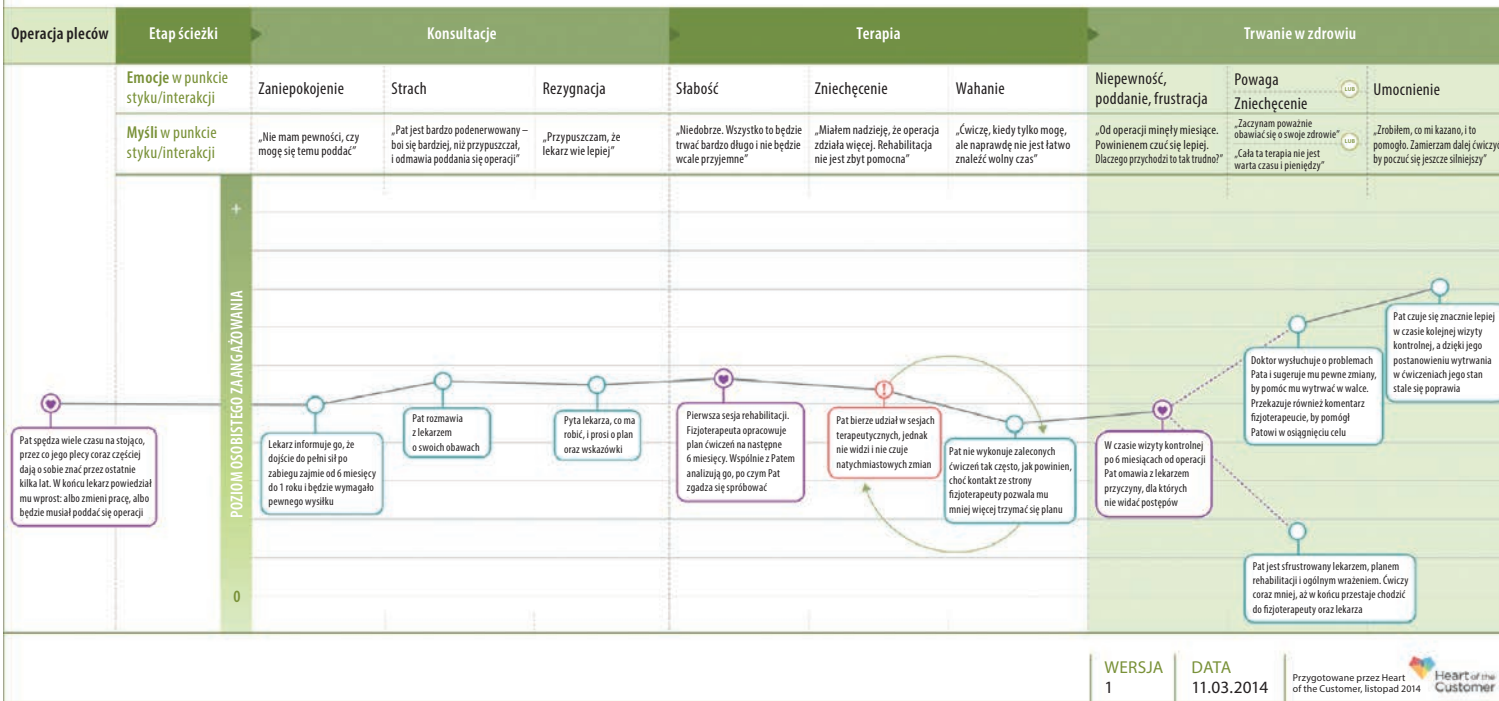 Operacja pleców
Etap ścieżki
Konsultacje
Terapia
Trwanie w zdrowiu
Emocje w punkcie
styku/interakcji
Zaniepokojenie
Strach
Rezygnacja
Słabość
Zniechęcenie
Wahanie
Niepewność,
poddanie, frustracja
Powaga
LUB
Zniechęcenie
Umocnienie
Myśli w punkcie
styku/interakcji
„Nie mam pewności, czy
mogę się temu poddać”
„Pat jest bardzo podenerwowany –
boi się bardziej, niż przypuszczał,
i odmawia poddania się operacji”
„Przypuszczam, że
lekarz wie lepiej”
„Niedobrze. Wszystko to będzie
trwać bardzo długo i nie będzie
wcale przyjemne”
„Miałem nadzieję, że operacja
zdziała więcej. Rehabilitacja
nie jest zbyt pomocna”
„Ćwiczę, kiedy tylko mogę,
ale naprawdę nie jest łatwo
znaleźć wolny czas”
„Od operacji minęły miesiące.
Powinienem czuć się lepiej.
Dlaczego przychodzi to tak trudno?”
„Zaczynam poważnie
obawiać się o swoje zdrowie”
LUB
„Cała ta terapia nie jest
warta czasu i pieniędzy”
„Zrobiłem, co mi kazano, i to
pomogło. Zamierzam dalej ćwiczyć,
by poczuć się jeszcze silniejszy”
+
POZIOM OSOBISTEGO ZAANGAŻOWANIA
0
Pat spędza wiele czasu na stojąco,
przez co jego plecy coraz częściej
dają o sobie znać przez ostatnie
kilka lat. W końcu lekarz powiedział
mu wprost: albo zmieni pracę, albo
będzie musiał poddać się operacji
Lekarz informuje go, że
dojście do pełni sił po
zabiegu zajmie od 6 miesięcy
do 1 roku i będzie wymagało
pewnego wysiłku
Pat rozmawia
z lekarzem
o swoich obawach
Pyta lekarza, co ma
robić, i prosi o plan
oraz wskazówki
Pierwsza sesja rehabilitacji.
Fizjoterapeuta opracowuje
plan ćwiczeń na następne
6 miesięcy. Wspólnie z Patem
analizują go, po czym Pat
zgadza się spróbować
Pat bierze udział w sesjach
terapeutycznych, jednak
nie widzi i nie czuje
natychmiastowych zmian
Pat nie wykonuje zaleconych
ćwiczeń tak często, jak powinien,
choć kontakt ze strony
fizjoterapeuty pozwala mu
mniej więcej trzymać się planu
W czasie wizyty kontrolnej
po 6 miesiącach od operacji
Pat omawia z lekarzem
przyczyny, dla których
nie widać postępów
Doktor wysłuchuje o problemach
Pata i sugeruje mu pewne zmiany,
by pomóc mu wytrwać w walce.
Przekazuje również komentarz
fizjoterapeucie, by pomógł
Patowi w osiągnięciu celu
Pat czuje się znacznie lepiej
w czasie kolejnej wizyty
kontrolnej, a dzięki jego
postanowieniu wytrwania
w ćwiczeniach jego stan
stale się poprawia
Pat jest sfrustrowany lekarzem, planem
rehabilitacji i ogólnym wrażeniem. Ćwiczy
coraz mniej, aż w końcu przestaje chodzić
do fizjoterapeuty oraz lekarza
WERSJA
1
DATA
11.03.2014
Przygotowane przez Heart
of the Customer, listopad 2014
Heart of the
Customer